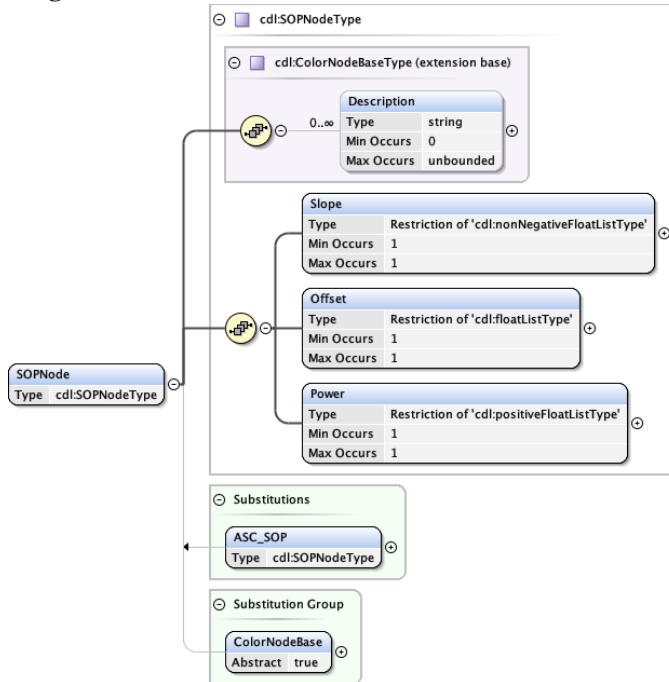 cdl:SOPNodeType
cdl:ColorNodeBaseType (extension base)
0..∞
Description
Type string
Min Occurs 0
Max Occurs unbounded
Slope
Type Restriction of 'cdl:nonNegativeFloatListType'
Min Occurs 1
Max Occurs 1
Offset
Type Restriction of 'cdl:floatListType'
Min Occurs 1
Max Occurs 1
SOPNode
Type cdl:SOPNodeType
Power
Type Restriction of 'cdl:positiveFloatListType'
Min Occurs 1
Max Occurs 1
Substitutions
ASC_SOP
Type cdl:SOPNodeType
Substitution Group
ColorNodeBase
Abstract true